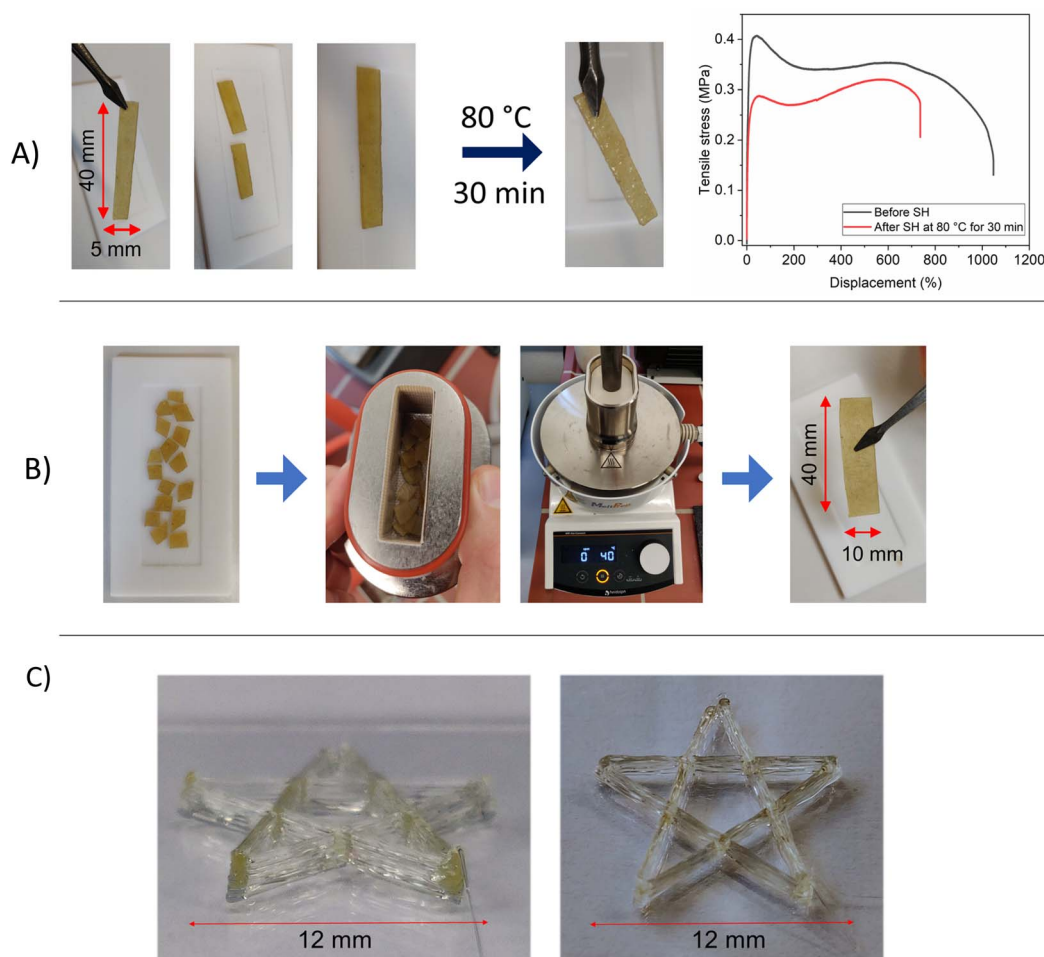 A)
40 mm
5 mm
80 °C
30 min
Tensile stress (MPa)
0.4
0.3
0.2
0.1
0.0
Before SH
After SH at 80 °C for 30 min
0 200 400 600 800 1000 1200
Displacement (%)
B)
0 40
40 mm
10 mm
C)
12 mm
12 mm